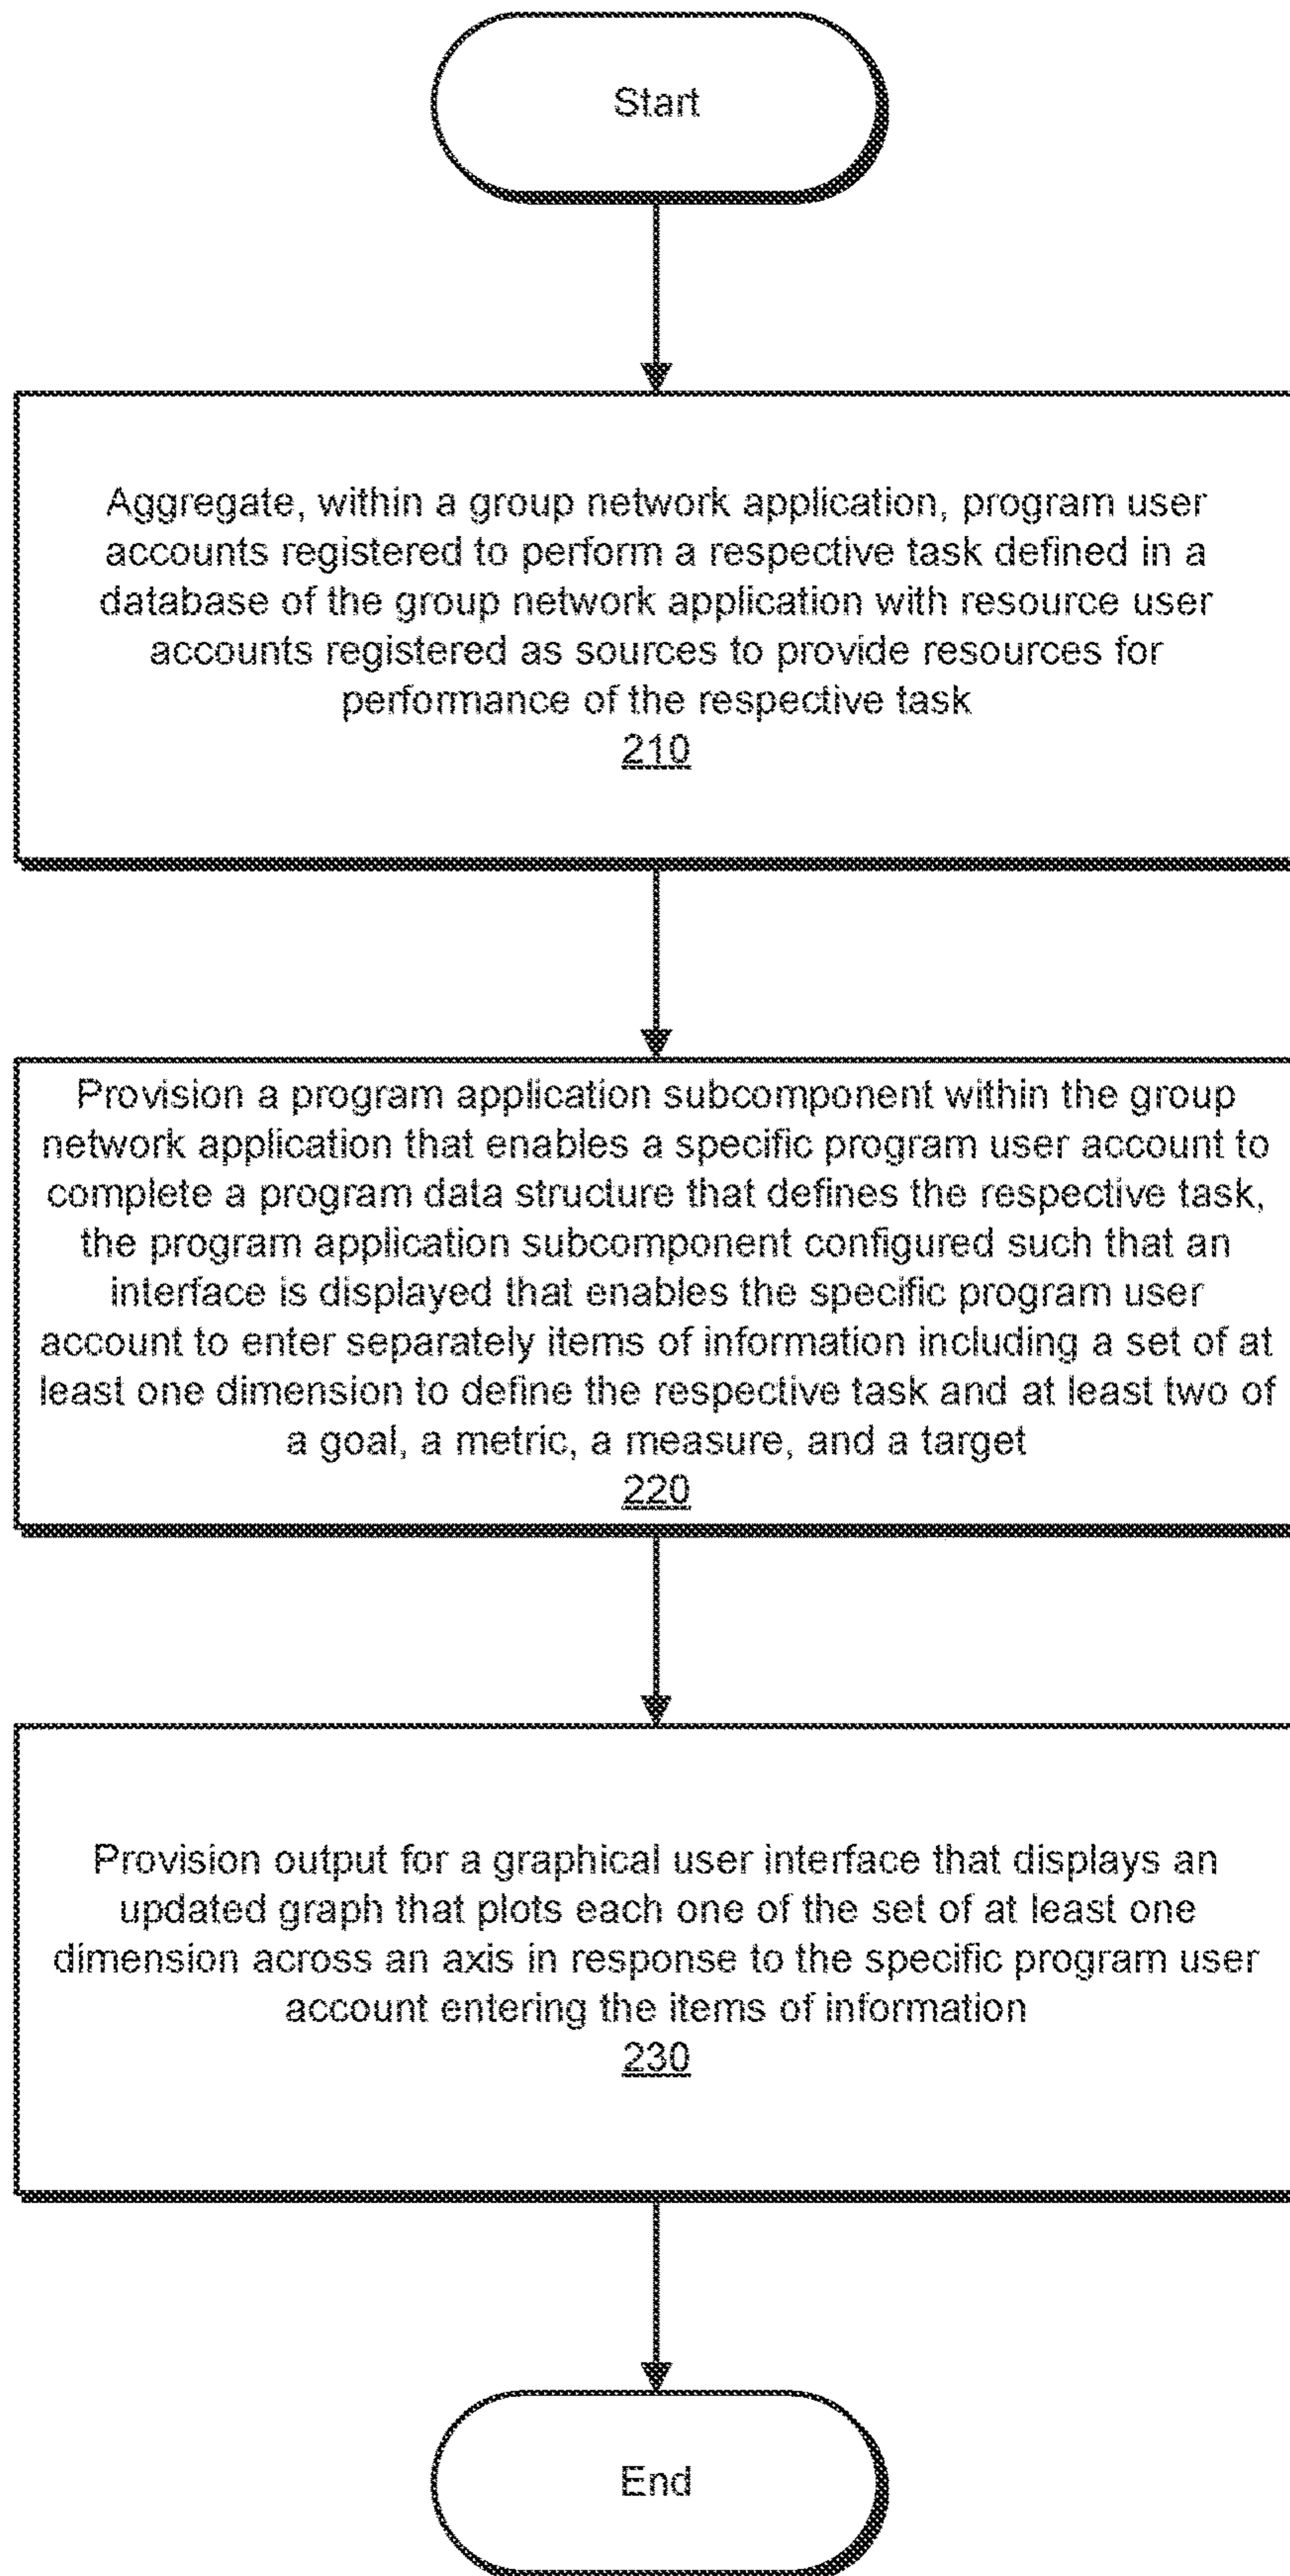 Start
Aggregate, within a group network application, program user
accounts registered to perform a respective task defined in a
database of the group network application with resource user
accounts registered as sources to provide resources for
performance of the respective task
210
Provision a program application subcomponent within the group
network application that enables a specific program user account to
complete a program data structure that defines the respective task,
the program application subcomponent configured such that an
interface is displayed that enables the specific program user
account to enter separately items of information including a set of at
least one dimension to define the respective task and at least two of
a goal, a metric, a measure, and a target
220
Provision output for a graphical user interface that displays an
updated graph that plots each one of the set of at least one
dimension across an axis in response to the specific program user
account entering the items of information
230
End